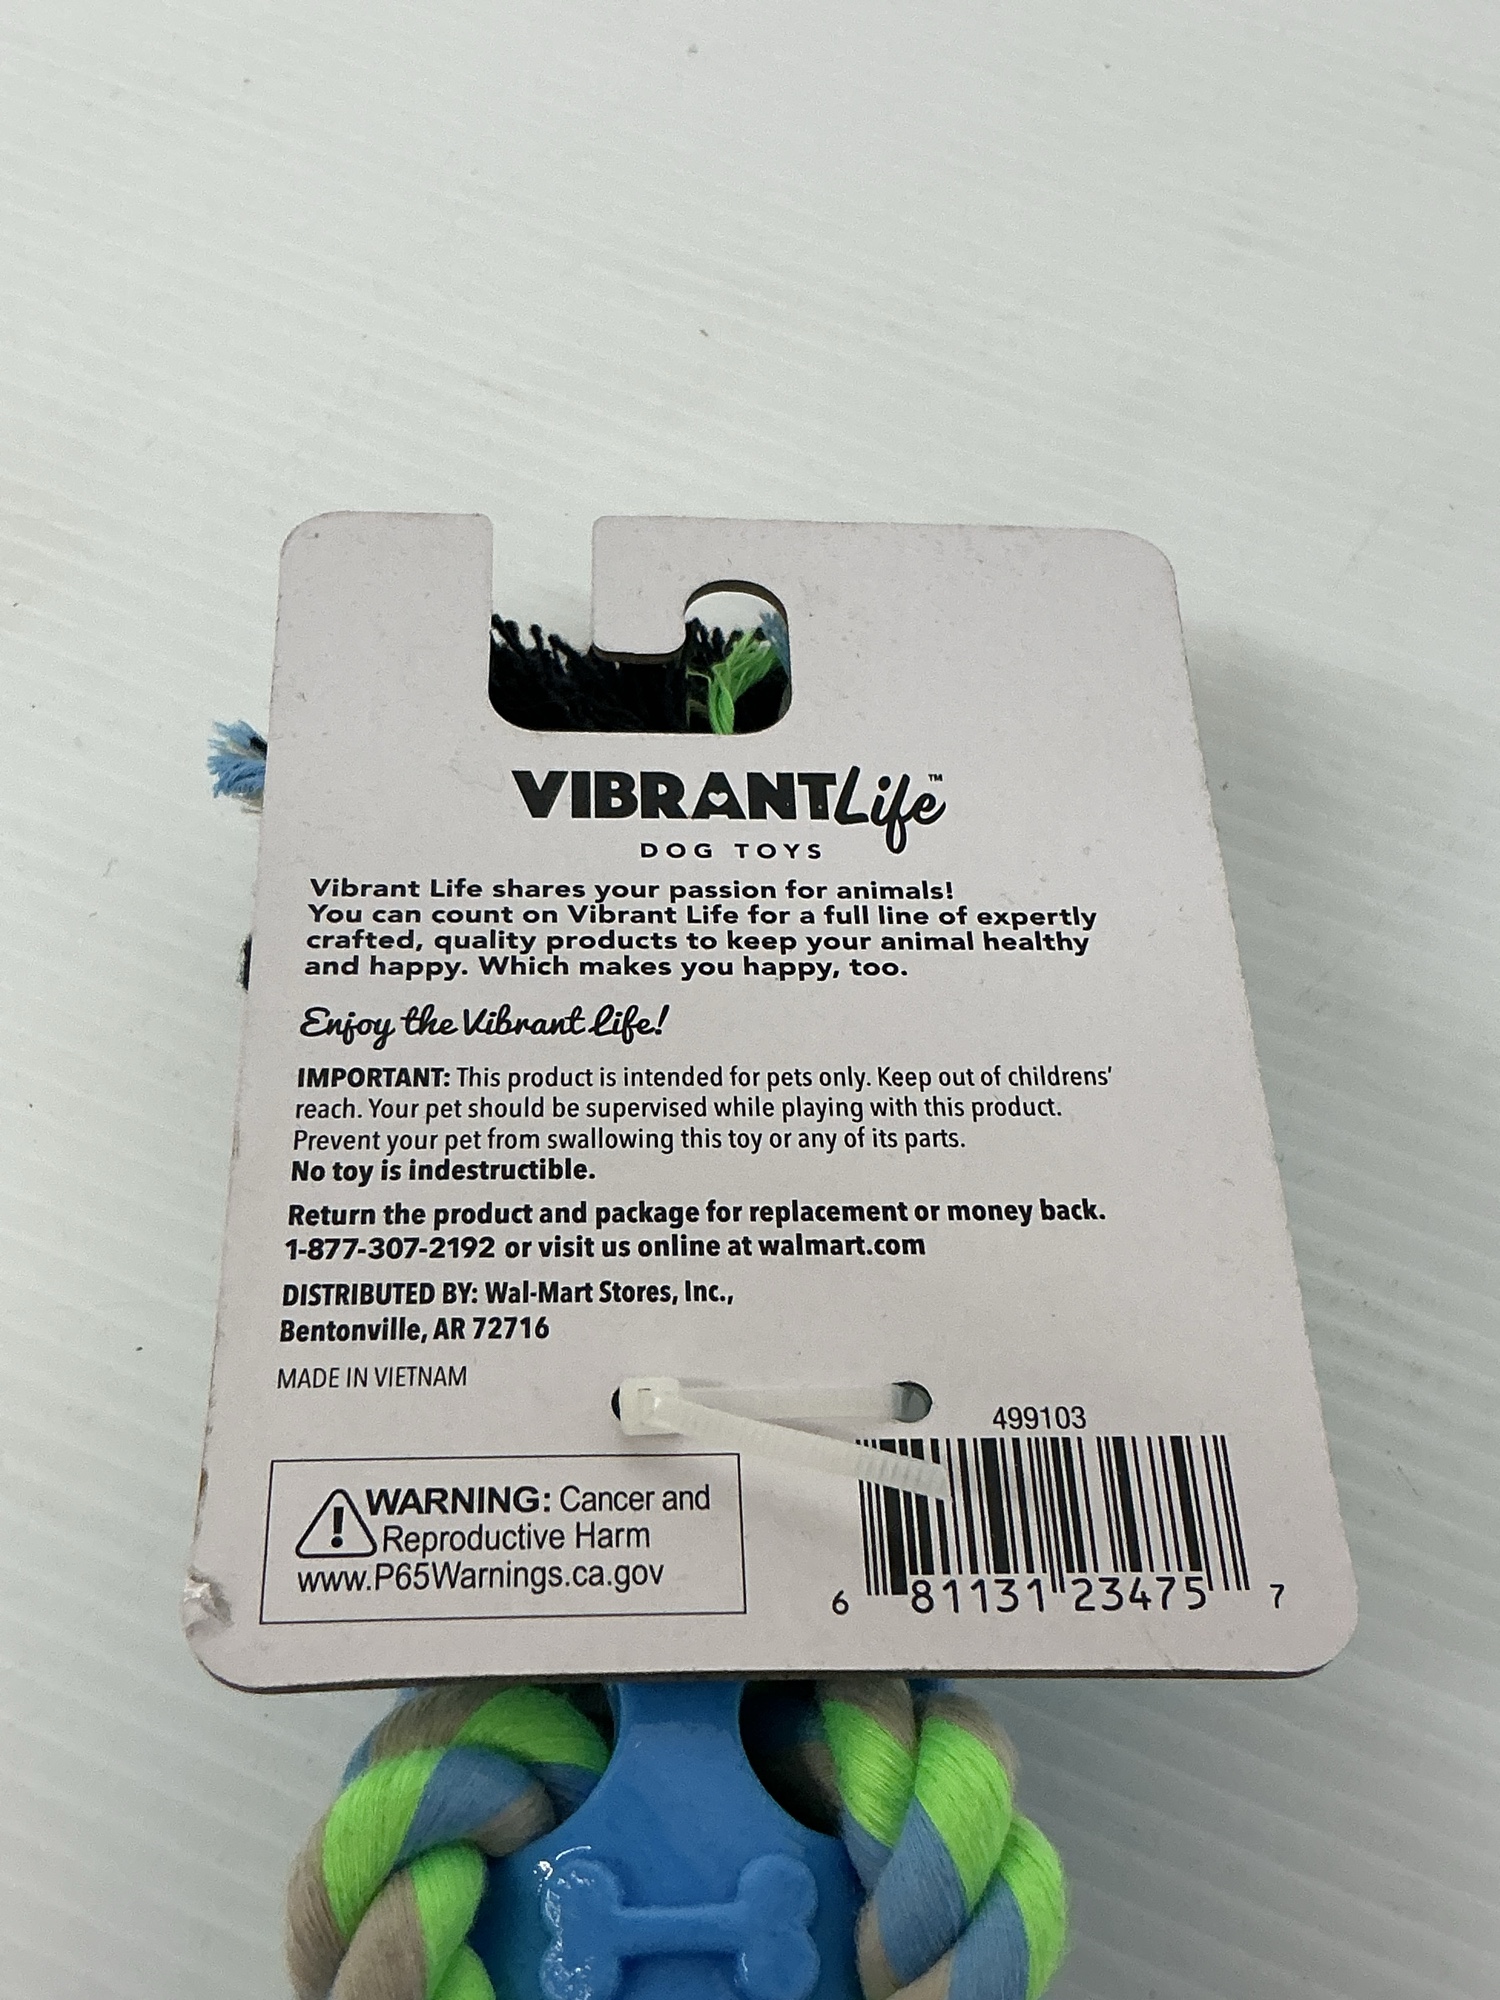 VIBRANT Life™
DOG TOYS
Vibrant Life shares your passion for animals!
You can count on Vibrant Life for a full line of expertly
crafted, quality products to keep your animal healthy
and happy. Which makes you happy, too.
Enjoy the Vibrant Life!
IMPORTANT: This product is intended for pets only. Keep out of childrens'
reach. Your pet should be supervised while playing with this product.
Prevent your pet from swallowing this toy or any of its parts.
No toy is indestructible.
Return the product and package for replacement or money back.
1-877-307-2192 or visit us online at walmart.com
DISTRIBUTED BY: Wal-Mart Stores, Inc.,
Bentonville, AR 72716
MADE IN VIETNAM
499103
WARNING: Cancer and
Reproductive Harm
www.P65Warnings.ca.gov
6 81131 23475 7